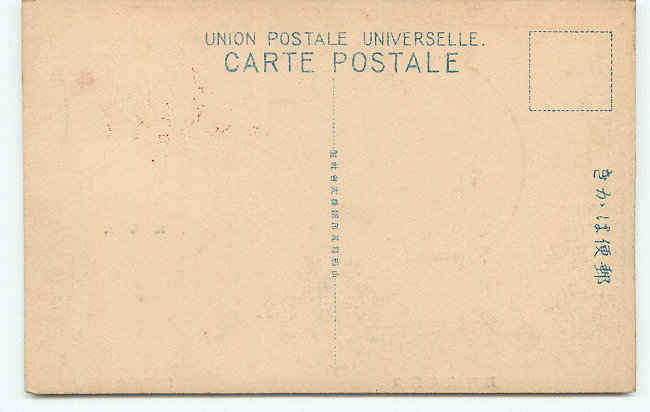 UNION POSTALE UNIVERSELLE.
CARTE POSTALE
きかは便郵